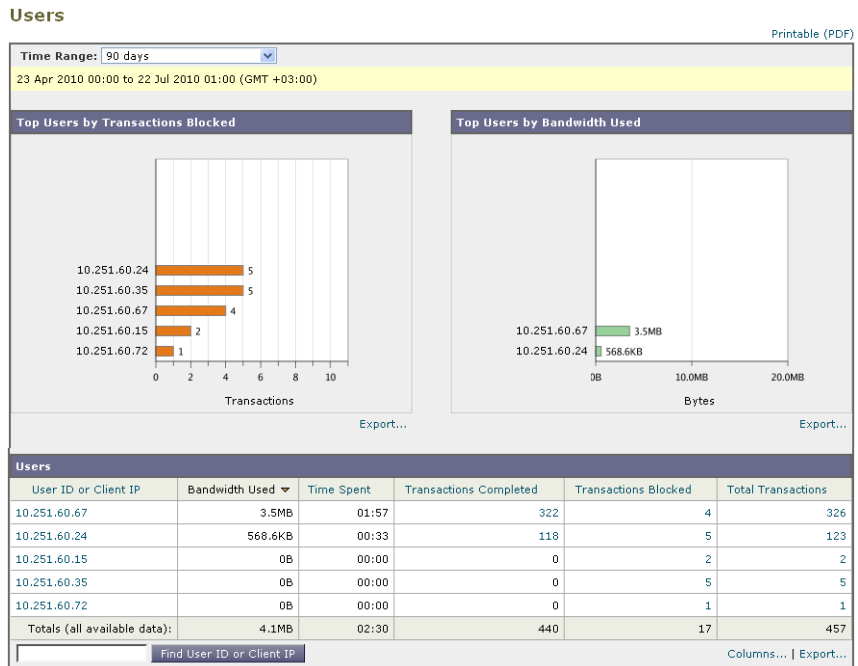 Users
Printable (PDF)
Time Range: 90 days
23 Apr 2010 00:00 to 22 Jul 2010 01:00 (GMT +03:00)
Top Users by Transactions Blocked
10.251.60.24 5
10.251.60.35 5
10.251.60.67 4
10.251.60.15 2
10.251.60.72 1
0 2 4 6 8 10
Transactions
Export...
Top Users by Bandwidth Used
10.251.60.67 3.5MB
10.251.60.24 568.6KB
0B 10.0MB 20.0MB
Bytes
Export...
Users
User ID or Client IP Bandwidth Used Time Spent Transactions Completed Transactions Blocked Total Transactions
10.251.60.67 3.5MB 01:57 322 4 326
10.251.60.24 568.6KB 00:33 118 5 123
10.251.60.15 0B 00:00 0 2 2
10.251.60.35 0B 00:00 0 5 5
10.251.60.72 0B 00:00 0 1 1
Totals (all available data): 4.1MB 02:30 440 17 457
Find User ID or Client IP Columns... | Export...